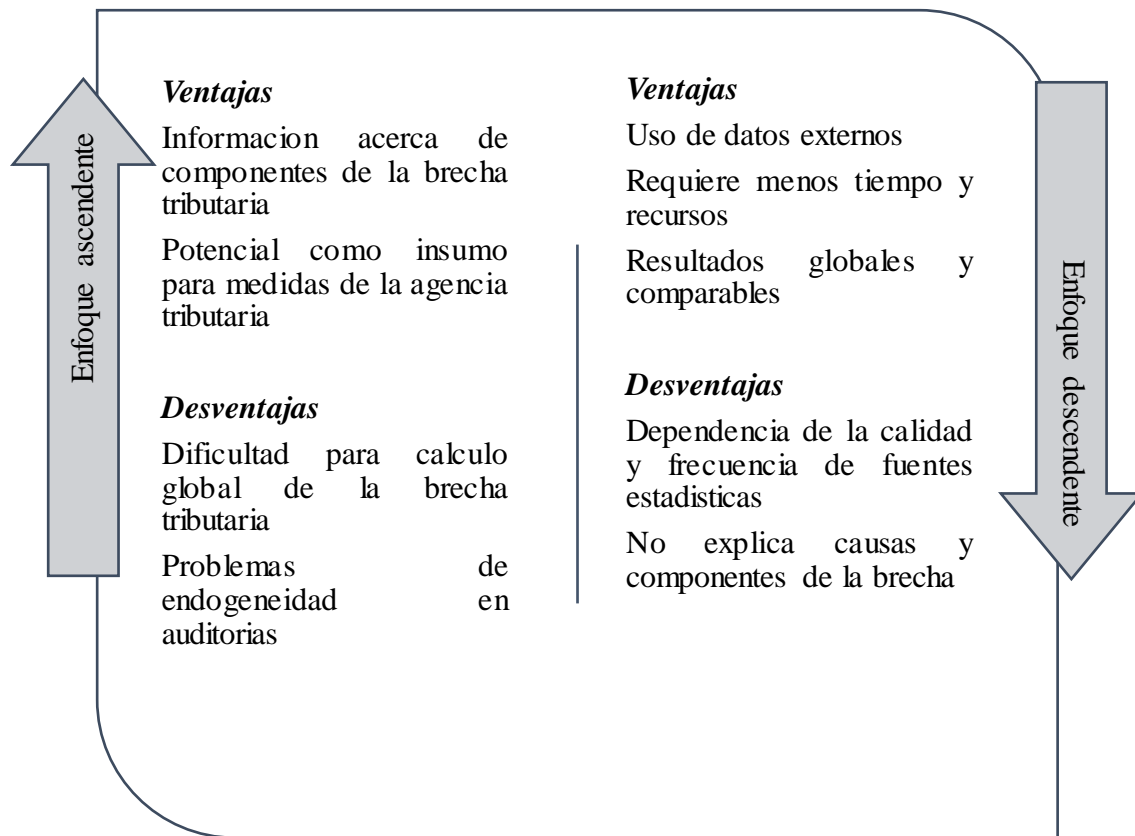 Enfoque ascendente
Ventajas
Informacion acerca de
componentes de la brecha
tributaria
Potencial como insumo
para medidas de la agencia
tributaria
Desventajas
Dificultad para calculo
global de la brecha
tributaria
Problemas de
endogeneidad en
auditorias
Ventajas
Uso de datos externos
Requiere menos tiempo y
recursos
Resultados globales y
comparables
Desventajas
Dependencia de la calidad
y frecuencia de fuentes
estadisticas
No explica causas y
componentes de la brecha
Enfoque descendente